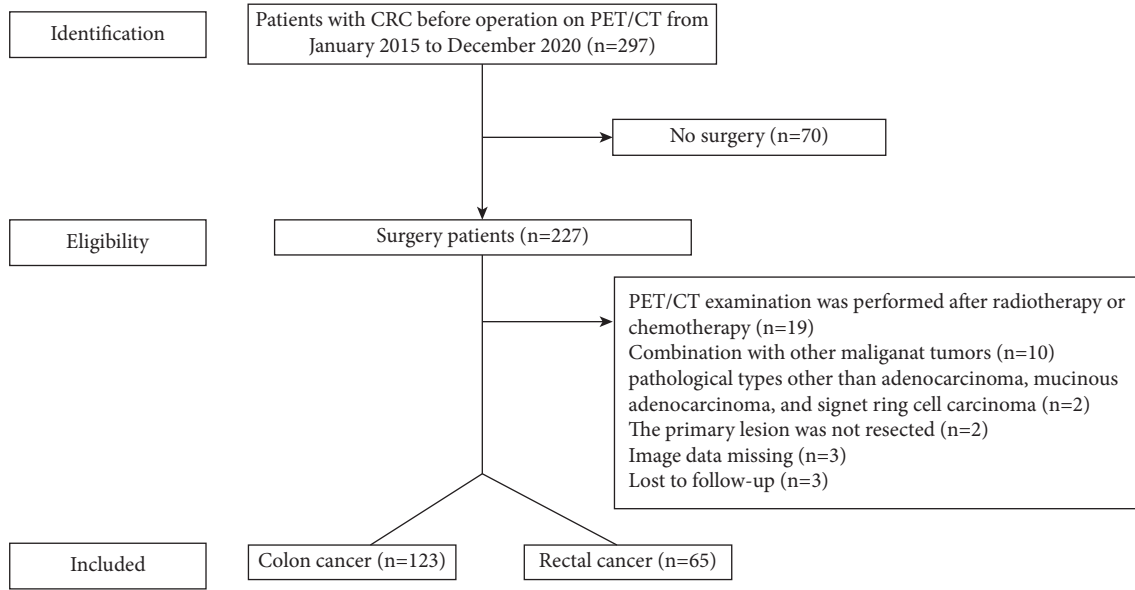 Identification
Patients with CRC before operation on PET/CT from
January 2015 to December 2020 (n=297)
No surgery (n=70)
Eligibility
Surgery patients (n=227)
PET/CT examination was performed after radiotherapy or
chemotherapy (n=19)
Combination with other maliganat tumors (n=10)
pathological types other than adenocarcinoma, mucinous
adenocarcinoma, and signet ring cell carcinoma (n=2)
The primary lesion was not resected (n=2)
Image data missing (n=3)
Lost to follow-up (n=3)
Included
Colon cancer (n=123)
Rectal cancer (n=65)